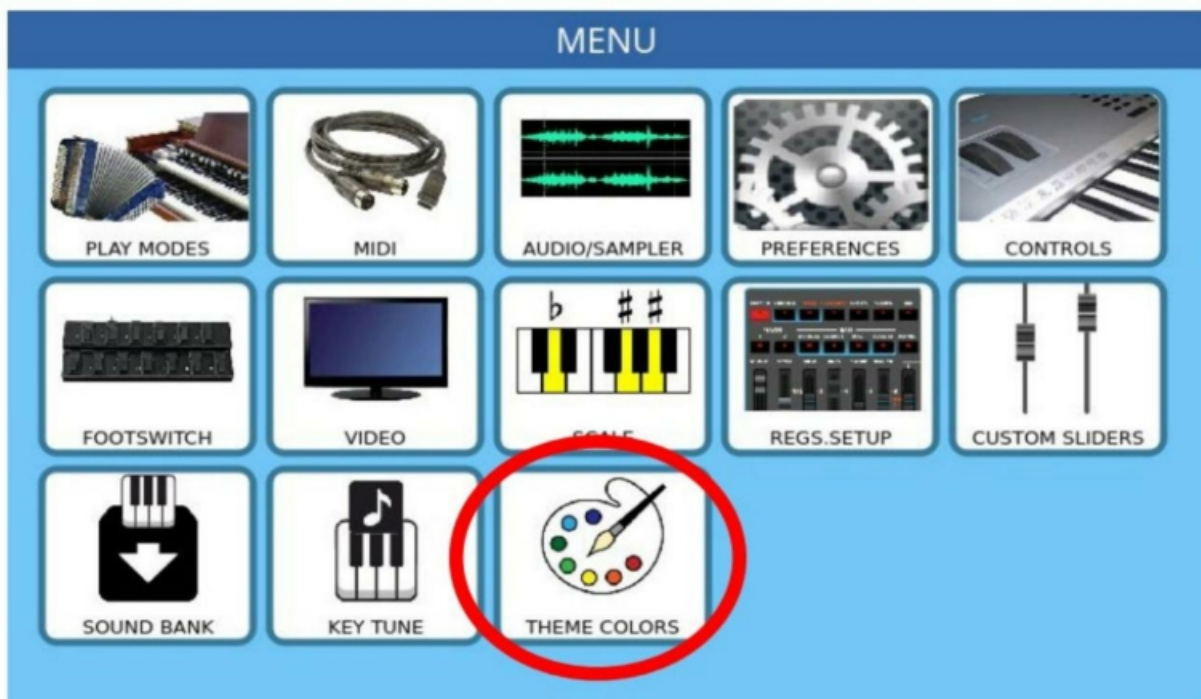 MENU
PLAY MODES
MIDI
AUDIO/SAMPLER
PREFERENCES
CONTROLS
FOOTSWITCH
VIDEO
♭ ♯ ♯
SCALE
REGS.SETUP
CUSTOM SLIDERS
SOUND BANK
KEY TUNE
THEME COLORS